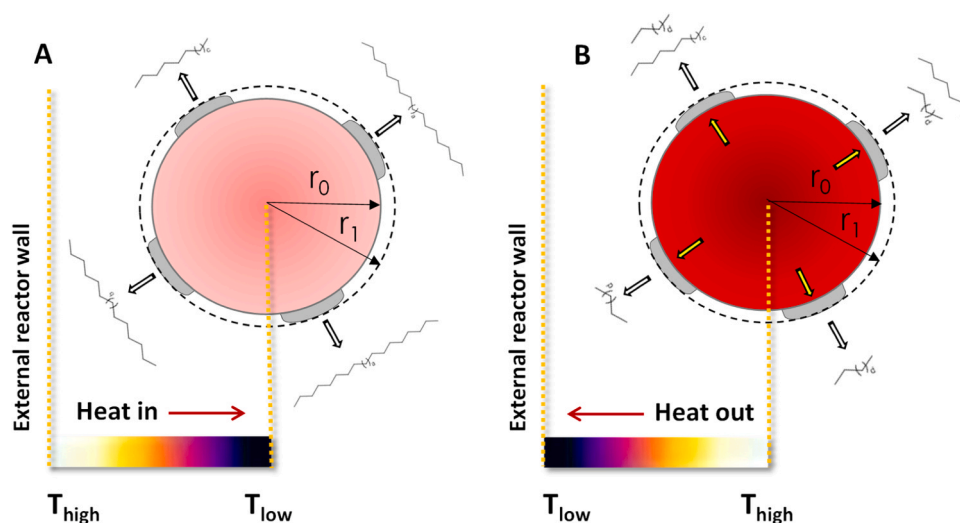 A
B
External reactor wall
r0
r1
Heat in
Thigh
Tlow
External reactor wall
r0
r1
Heat out
Tlow
Thigh